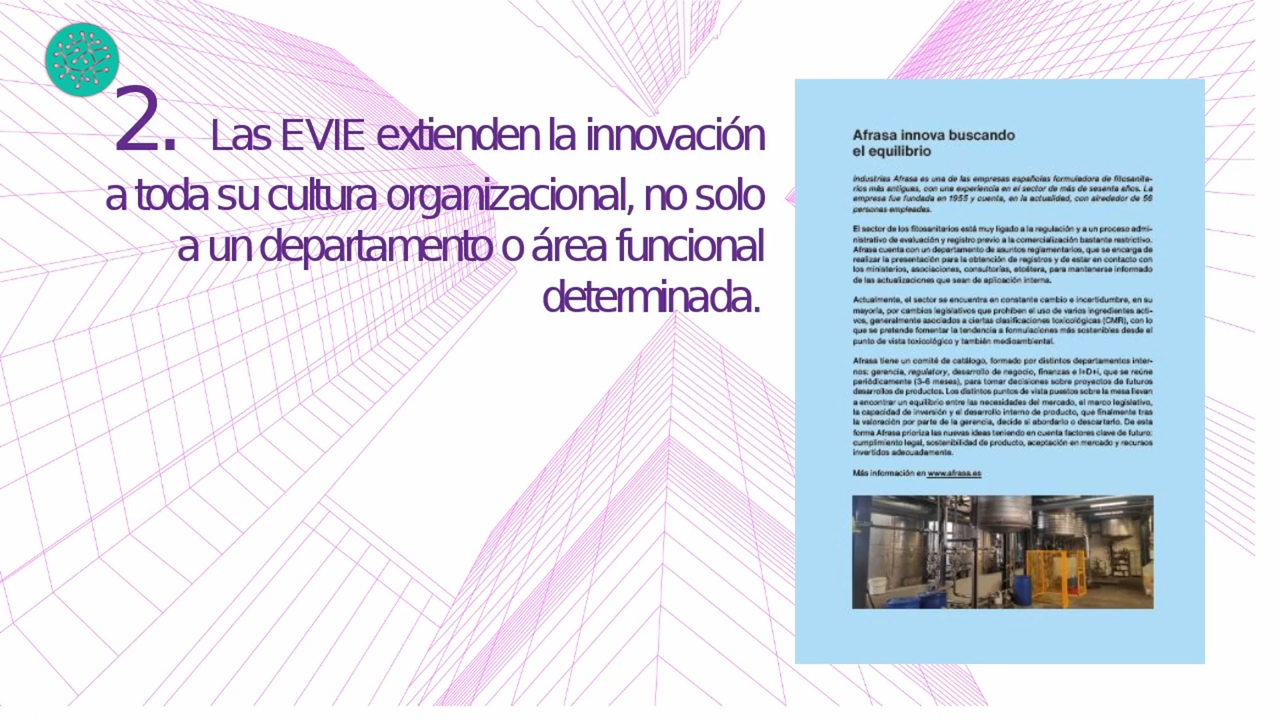 2. Las EVIE extienden la innovación
a toda su cultura organizacional, no solo
a un departamento o área funcional
determinada.
Afrasa innova buscando
el equilibrio
Industrias Afrasa es una de las empresas españolas formuladora de fitosanita-
rios más antiguas, con una experiencia en el sector de más de sesenta años. La
empresa fue fundada en 1955 y cuenta, en la actualidad, con alrededor de 56
personas empleadas.
El sector de los fitosanitarios está muy ligado a la regulación y a un proceso admi-
nistrativo de evaluación y registro previo a la comercialización bastante restrictivo.
Afrasa cuenta con un departamento de asuntos reglamentarios, que se encarga de
realizar la presentación para la obtención de registros y de estar en contacto con
los ministerios, asociaciones, consultorías, etcétera, para mantenerse informado
de las actualizaciones que sean de aplicación interna.
Actualmente, el sector se encuentra en constante cambio e incertidumbre, en su
mayoría, por cambios legislativos que prohíben el uso de varios ingredientes acti-
vos, generalmente asociados a ciertas clasificaciones toxicológicas (CMR), con lo
que se pretende fomentar la tendencia a formulaciones más sostenibles desde el
punto de vista toxicológico y también medioambiental.
Afrasa tiene un comité de catálogo, formado por distintos departamentos inter-
nos: gerencia, regulatory, desarrollo de negocio, finanzas e I+D+i, que se reúne
periódicamente (3-6 meses), para tomar decisiones sobre proyectos de futuros
desarrollos de productos. Los distintos puntos de vista puestos sobre la mesa llevan
a encontrar un equilibrio entre las necesidades del mercado, el marco legislativo,
la capacidad de inversión y el desarrollo interno de producto, que finalmente tras
la valoración por parte de la gerencia, decide si abordarlo o descartarlo. De esta
forma Afrasa prioriza las nuevas ideas teniendo en cuenta factores clave de futuro:
cumplimiento legal, sostenibilidad de producto, aceptación en mercado y recursos
invertidos adecuadamente.
Más información en www.afrasa.es